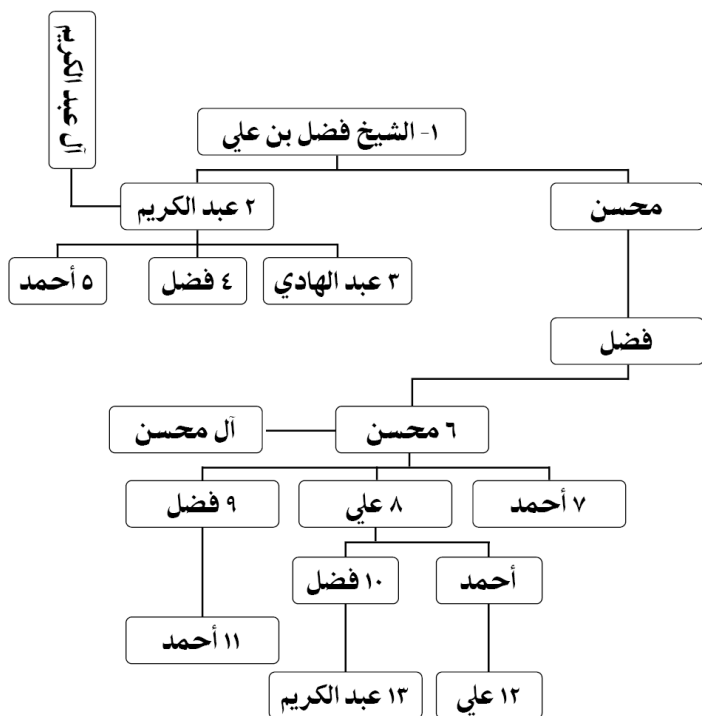 آل عبد الكريم
١- الشيخ فضل بن علي
محسن
٢ عبد الكريم
٣ عبد الهادي
٤ فضل
٥ أحمد
فضل
٦ محسن
آل محسن
٧ أحمد
٨ علي
٩ فضل
أحمد
١٠ فضل
١١ أحمد
١٢ علي
١٣ عبد الكريم